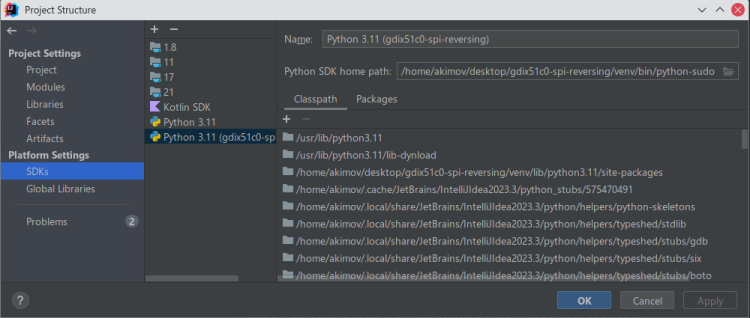 Project Structure
Project Settings
Project
Modules
Libraries
Facets
Artifacts
Platform Settings
SDKs
Global Libraries
Problems
2
1.8
11
17
21
Kotlin SDK
Python 3.11
Python 3.11 (gdix51c0-sp
Name:
Python 3.11 (gdix51c0-spi-reversing)
Python SDK home path:
/home/akimov/desktop/gdix51c0-spi-reversing/venv/bin/python-sudo
Classpath
Packages
/usr/lib/python3.11
/usr/lib/python3.11/lib-dynload
/home/akimov/desktop/gdix51c0-spi-reversing/venv/lib/python3.11/site-packages
/home/akimov/.cache/JetBrains/IntelliJIdea2023.3/python_stubs/575470491
/home/akimov/.local/share/JetBrains/IntelliJIdea2023.3/python/helpers/python-skeletons
/home/akimov/.local/share/JetBrains/IntelliJIdea2023.3/python/helpers/typeshed/stdlib
/home/akimov/.local/share/JetBrains/IntelliJIdea2023.3/python/helpers/typeshed/stubs/gdb
/home/akimov/.local/share/JetBrains/IntelliJIdea2023.3/python/helpers/typeshed/stubs/six
/home/akimov/.local/share/JetBrains/IntelliJIdea2023.3/python/helpers/typeshed/stubs/boto
?
OK
Cancel
Apply